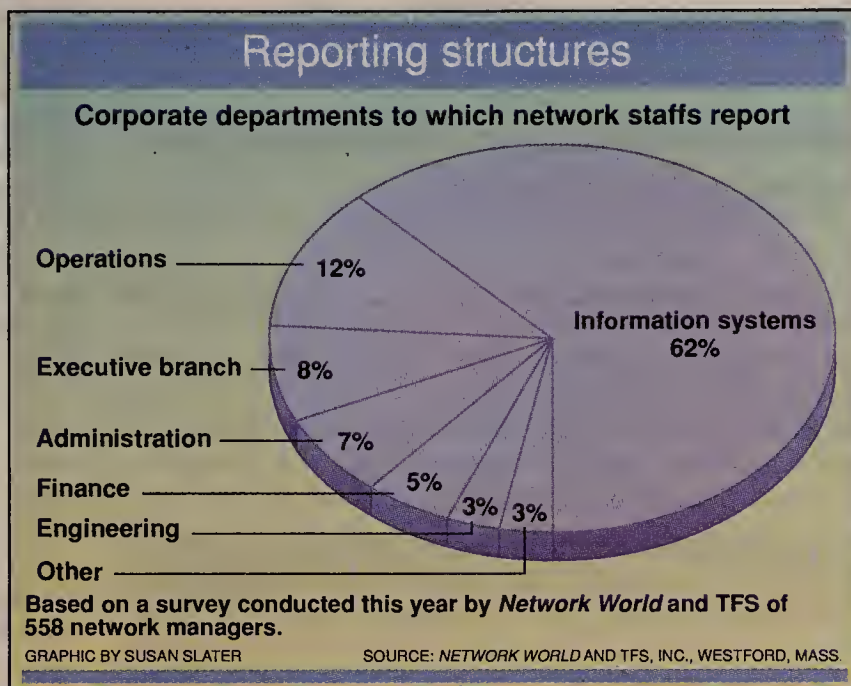 Reporting structures
Corporate departments to which network staffs report
Operations 12%
Executive branch 8%
Administration 7%
Finance 5%
Engineering 3%
Other 3%
Information systems
62%
Based on a survey conducted this year by Network World and TFS of
558 network managers.
GRAPHIC BY SUSAN SLATER SOURCE: NETWORK WORLD AND TFS, INC., WESTFORD, MASS.